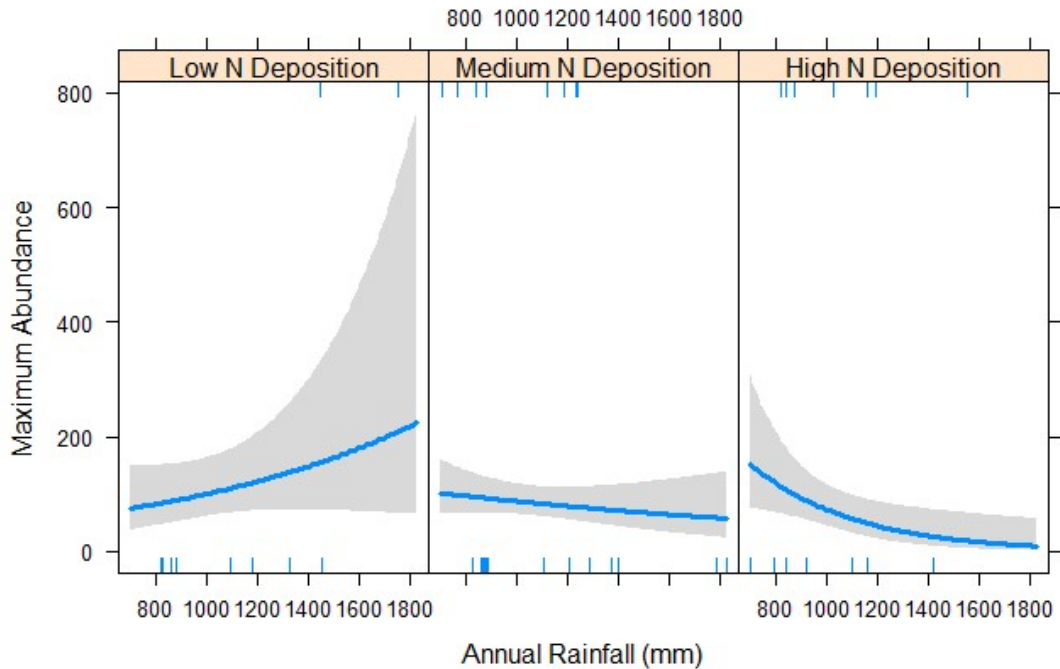 800 1000 1200 1400 1600 1800
Low N Deposition Medium N Deposition High N Deposition
800
600
400
200
0
Maximum Abundance
800 1000 1200 1400 1600 1800 800 1000 1200 1400 1600 1800
Annual Rainfall (mm)